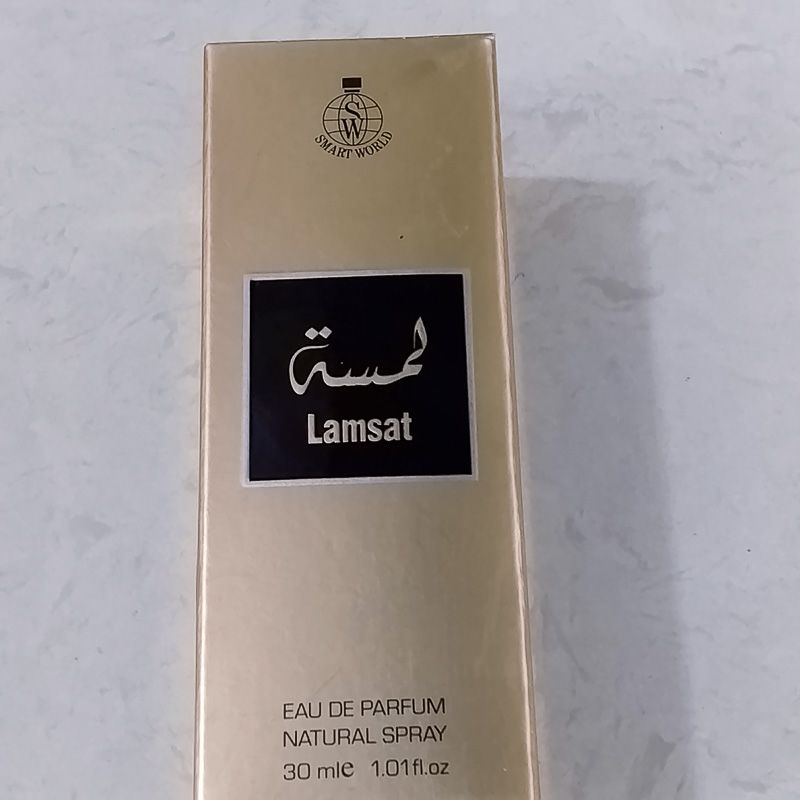 SW
SMART WORLD
لمسة
Lamsat
EAU DE PARFUM
NATURAL SPRAY
30 ml℮ 1.01fl.oz